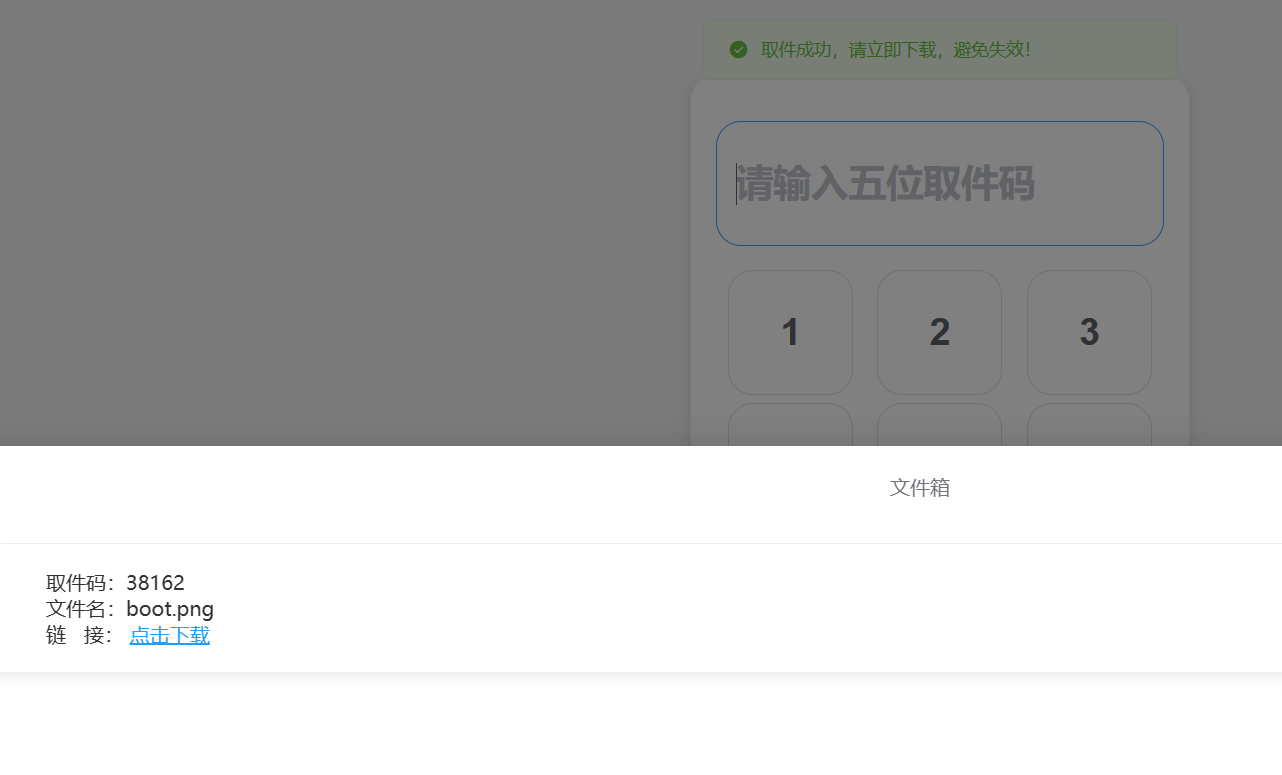 取件成功，请立即下载，避免失效！
请输入五位取件码
1 2 3
文件箱
取件码：38162
文件名：boot.png
链 接： 点击下载